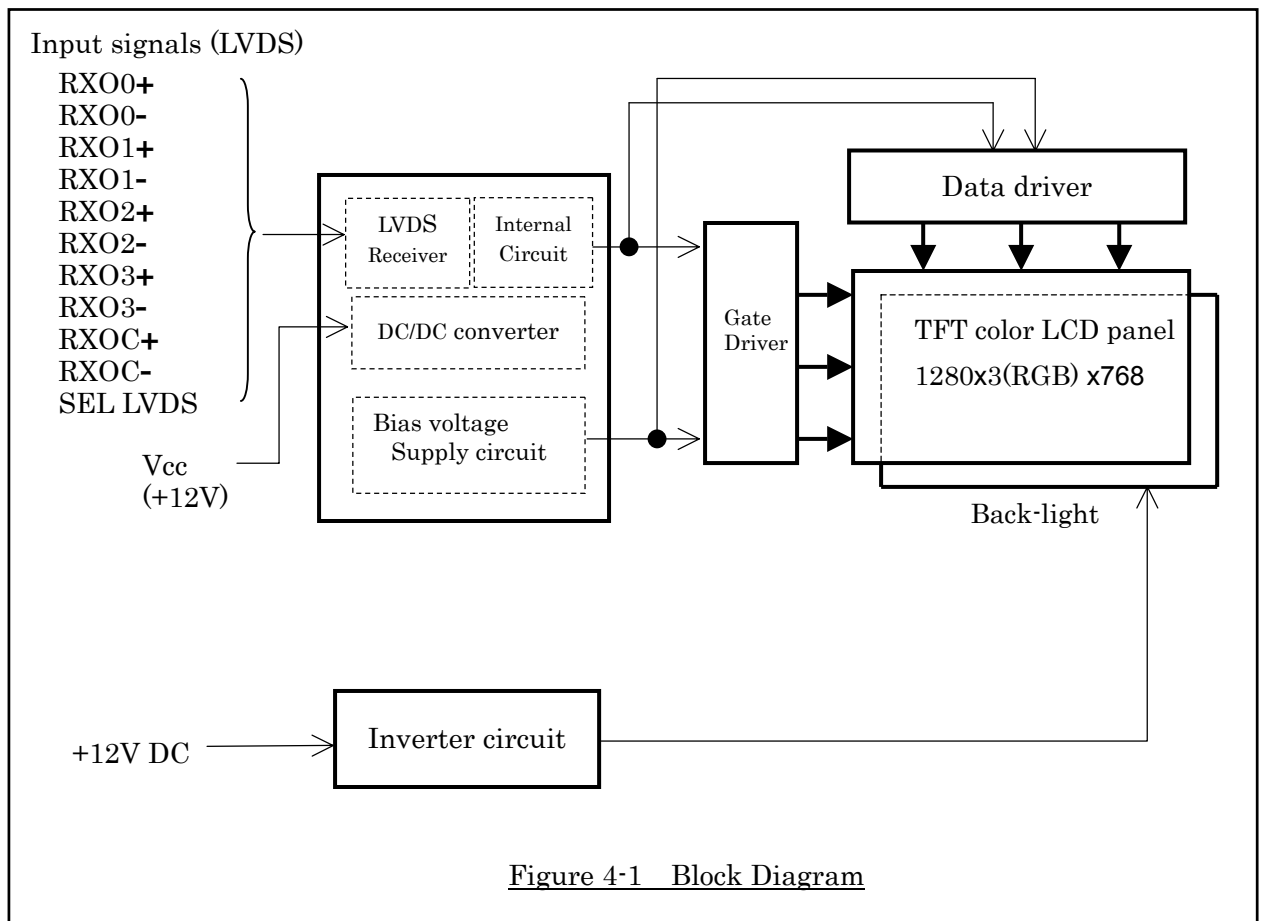 Input signals (LVDS)
RXO0+
RXO0-
RXO1+
RXO1-
RXO2+
RXO2-
RXO3+
RXO3-
RXOC+
RXOC-
SEL LVDS
Vcc
(+12V)
LVDS
Receiver
Internal
Circuit
DC/DC converter
Bias voltage
Supply circuit
Gate
Driver
Data driver
TFT color LCD panel
1280x3(RGB) x768
Back-light
+12V DC
Inverter circuit
Figure 4-1 Block Diagram